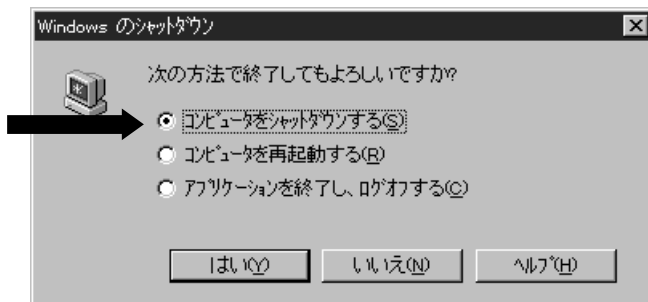 Windows のｼｬｯﾄﾀﾞｳﾝ
次の方法で終了してもよろしいですか?
ｺﾝﾋﾟｭｰﾀをｼｬｯﾄﾀﾞｳﾝする(S)
ｺﾝﾋﾟｭｰﾀを再起動する(R)
ｱﾌﾟﾘｹｰｼｮﾝを終了し、ﾛｸﾞｵﾌする(C)
はい(Y) いいえ(N) ﾍﾙﾌﾟ(H)